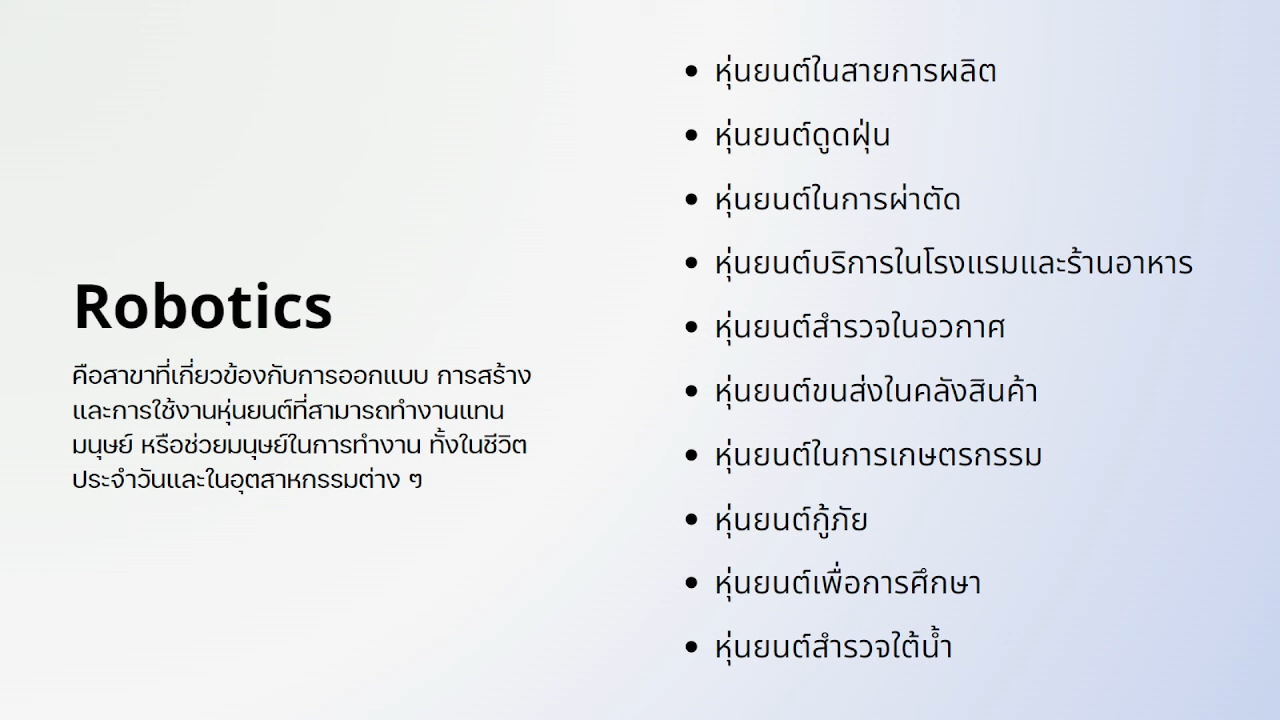 Robotics
คือสาขาที่เกี่ยวข้องกับการออกแบบ การสร้าง
และการใช้งานหุ่นยนต์ที่สามารถทำงานแทน
มนุษย์ หรือช่วยมนุษย์ในการทำงาน ทั้งในชีวิต
ประจำวันและในอุตสาหกรรมต่าง ๆ
• หุ่นยนต์ในสายการผลิต
• หุ่นยนต์ดูดฝุ่น
• หุ่นยนต์ในการผ่าตัด
• หุ่นยนต์บริการในโรงแรมและร้านอาหาร
• หุ่นยนต์สำรวจในอวกาศ
• หุ่นยนต์ขนส่งในคลังสินค้า
• หุ่นยนต์ในการเกษตรกรรม
• หุ่นยนต์กู้ภัย
• หุ่นยนต์เพื่อการศึกษา
• หุ่นยนต์สำรวจใต้น้ำ